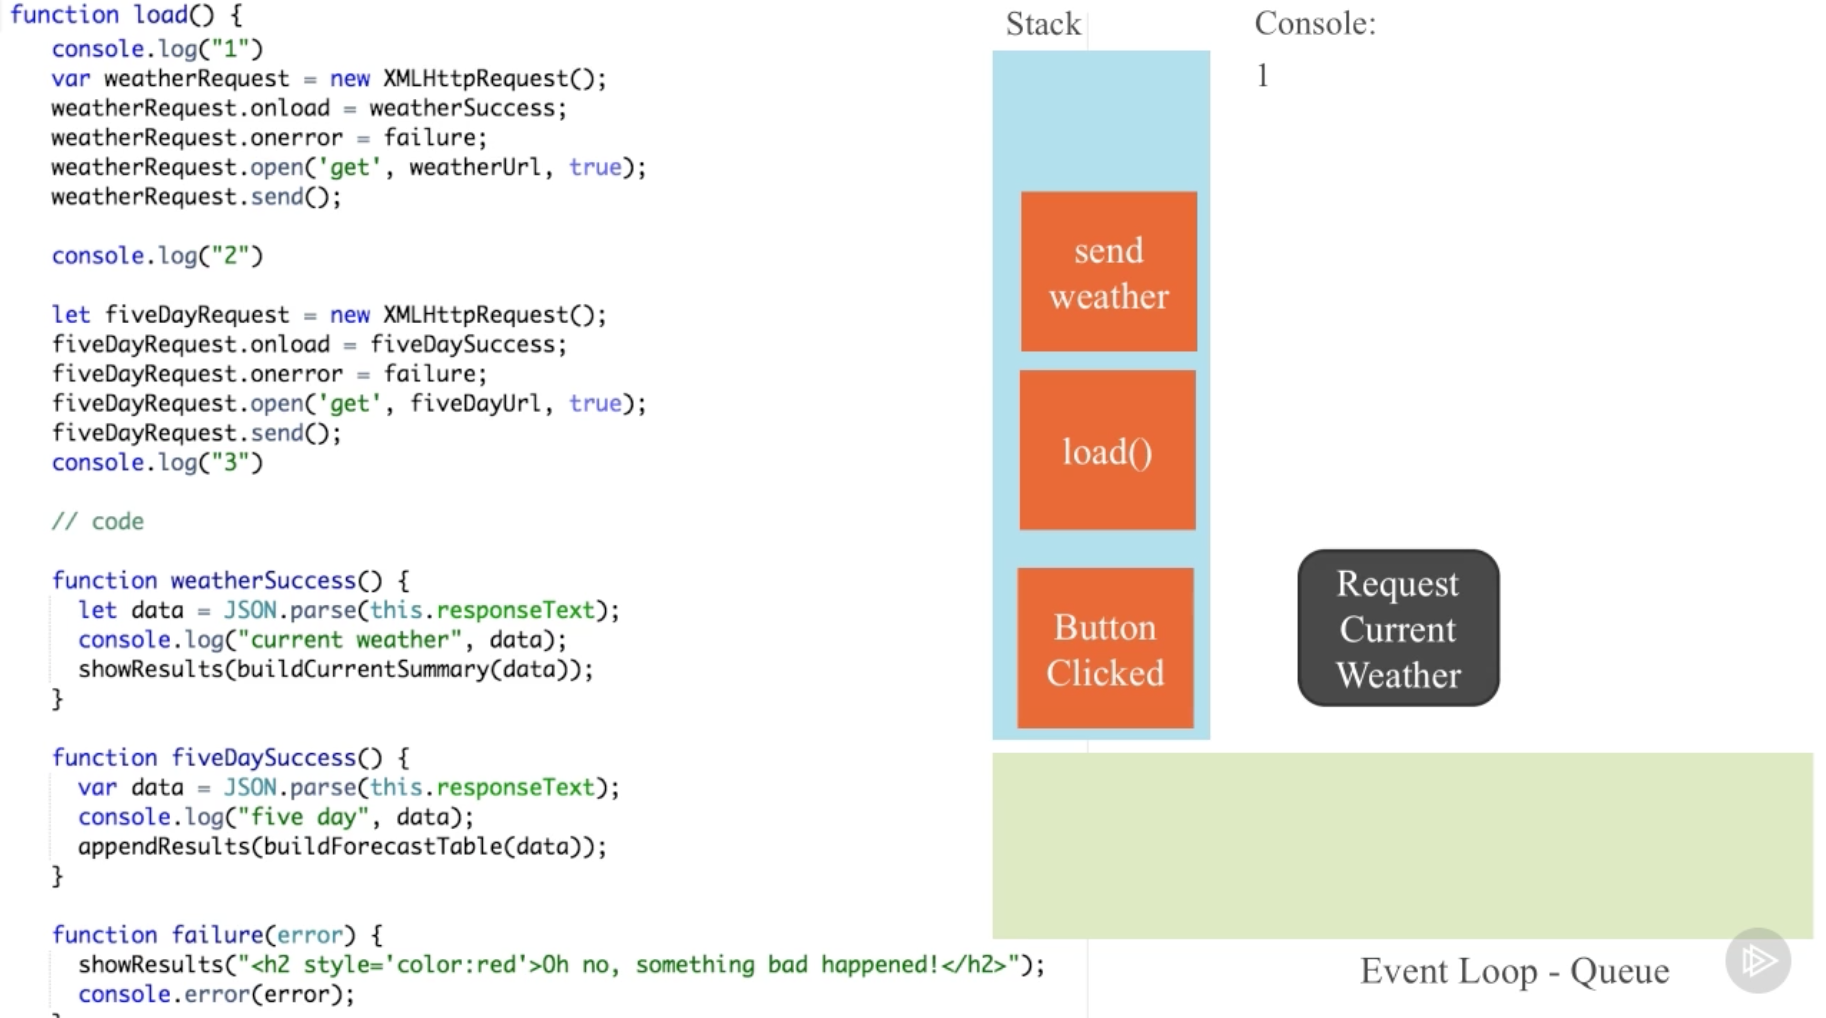 function load() {
console.log("1")
var weatherRequest = new XMLHttpRequest();
weatherRequest.onload = weatherSuccess;
weatherRequest.onerror = failure;
weatherRequest.open('get', weatherUrl, true);
weatherRequest.send();
console.log("2")
let fiveDayRequest = new XMLHttpRequest();
fiveDayRequest.onload = fiveDaySuccess;
fiveDayRequest.onerror = failure;
fiveDayRequest.open('get', fiveDayUrl, true);
fiveDayRequest.send();
console.log("3")
// code
function weatherSuccess() {
let data = JSON.parse(this.responseText);
console.log("current weather", data);
showResults(buildCurrentSummary(data));
}
function fiveDaySuccess() {
var data = JSON.parse(this.responseText);
console.log("five day", data);
appendResults(buildForecastTable(data));
}
function failure(error) {
showResults("<h2 style='color:red'>Oh no, something bad happened!</h2>");
console.error(error);
Stack
send
weather
load()
Button
Clicked
Console:
1
Request
Current
Weather
Event Loop - Queue